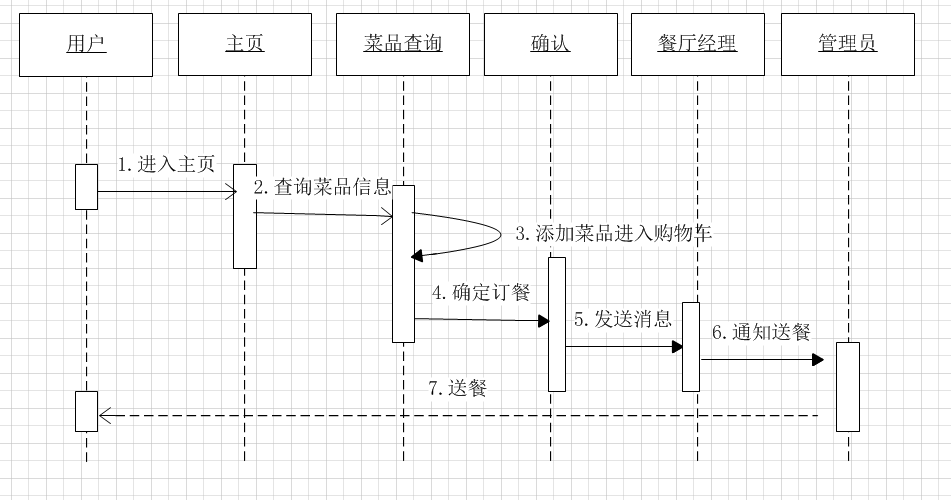 用户 主页 菜品查询 确认 餐厅经理 管理员
1.进入主页
2.查询菜品信息
3.添加菜品进入购物车
4.确定订餐
5.发送消息
6.通知送餐
7.送餐